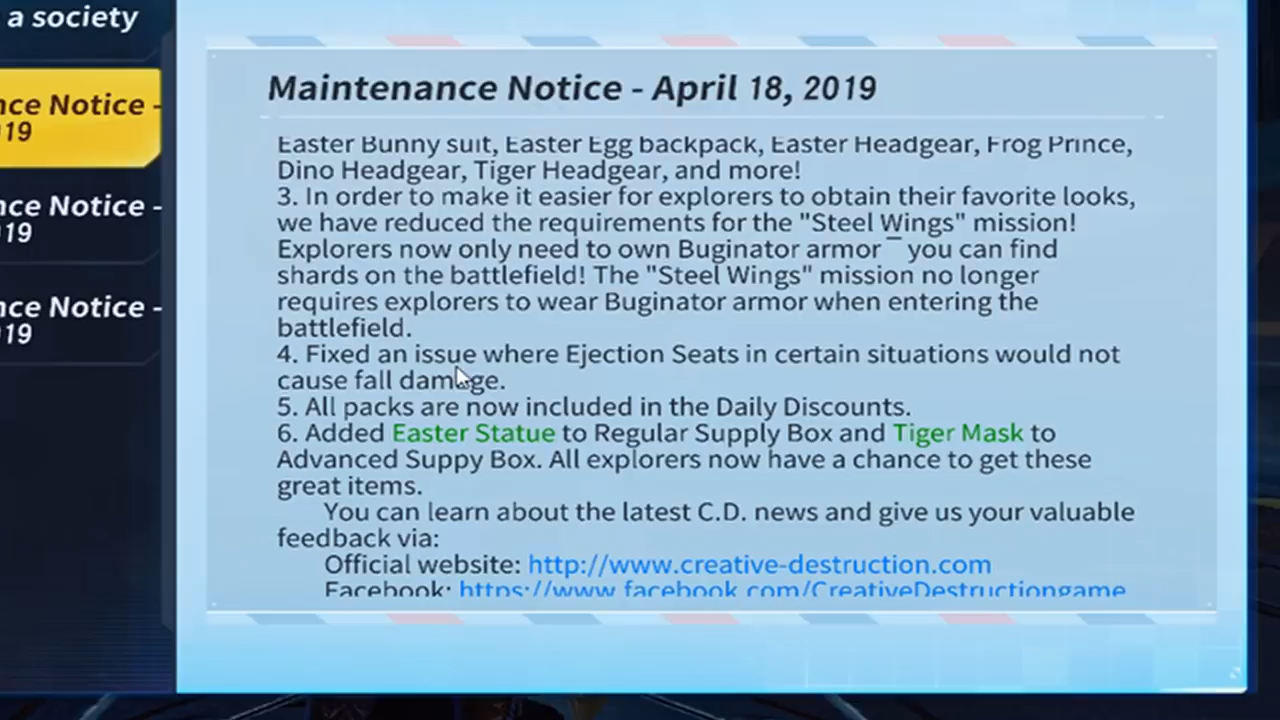 a society
nce Notice -
19
nce Notice -
19
nce Notice -
19
Maintenance Notice - April 18, 2019
Easter Bunny suit, Easter Egg backpack, Easter Headgear, Frog Prince,
Dino Headgear, Tiger Headgear, and more!
3. In order to make it easier for explorers to obtain their favorite looks,
we have reduced the requirements for the "Steel Wings" mission!
Explorers now only need to own Buginator armor ¯ you can find
shards on the battlefield! The "Steel Wings" mission no longer
requires explorers to wear Buginator armor when entering the
battlefield.
4. Fixed an issue where Ejection Seats in certain situations would not
cause fall damage.
5. All packs are now included in the Daily Discounts.
6. Added Easter Statue to Regular Supply Box and Tiger Mask to
Advanced Suppy Box. All explorers now have a chance to get these
great items.
You can learn about the latest C.D. news and give us your valuable
feedback via:
Official website: http://www.creative-destruction.com
Facebook: https://www.facebook.com/CreativeDestructiongame